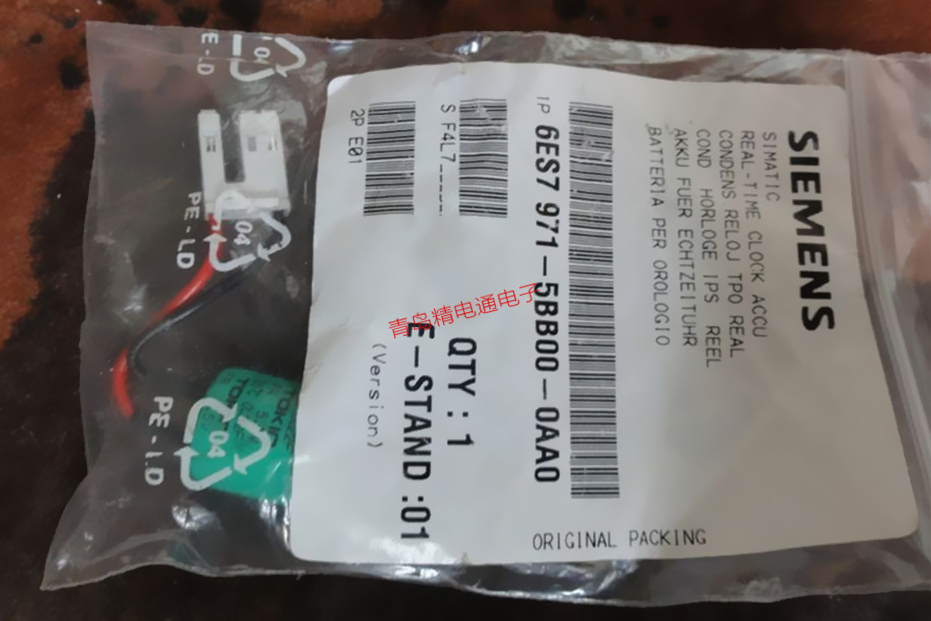 SIEMENS
SIMATIC
REAL-TIME CLOCK ACCU
CONDENS RELOJ TPO REAL
COND HORLOGE IPS REEL
AKKU FUER ECHTZEITUHR
BATTERIA PER OROLOGIO
1P 6ES7 971-5BB00-0AA0
S F4L7
QTY : 1
2P E01
E-STAND :01
(Version)
ORIGINAL PACKING
青岛精电通电子
04
PE-LD
04
PE-LD
04
PE-LD
TOKIN